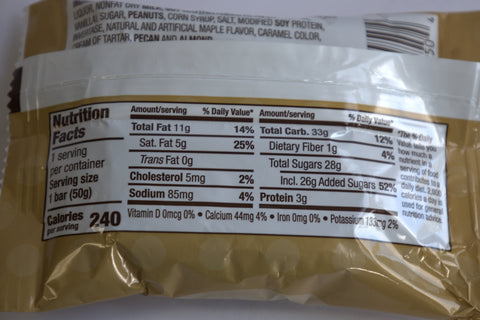 LIQUOR, NONFAT DRY MILK,
VANILLA, SUGAR, PEANUTS, CORN SYRUP, SALT, MODIFIED SOY PROTEIN,
INVERTASE, NATURAL AND ARTIFICIAL MAPLE FLAVOR, CARAMEL COLOR,
CREAM OF TARTAR, PECAN AND ALMOND.
Nutrition
Facts
1 serving
per container
Serving size
1 bar (50g)
Calories 240
per serving
Amount/serving % Daily Value*
Total Fat 11g 14%
Sat. Fat 5g 25%
Trans Fat 0g
Cholesterol 5mg 2%
Sodium 85mg 4%
Amount/serving % Daily Value*
Total Carb. 33g 12%
Dietary Fiber 1g 4%
Total Sugars 28g
Incl. 26g Added Sugars 52%
Protein 3g
Vitamin D 0mcg 0% • Calcium 44mg 4% • Iron 0mg 0% • Potassium 133mg 2%
*The % Daily
Value tells
you how
much a
nutrient in a
serving of food
contributes to a
daily diet. 2,000
calories a day is
used for general
nutrition advice.